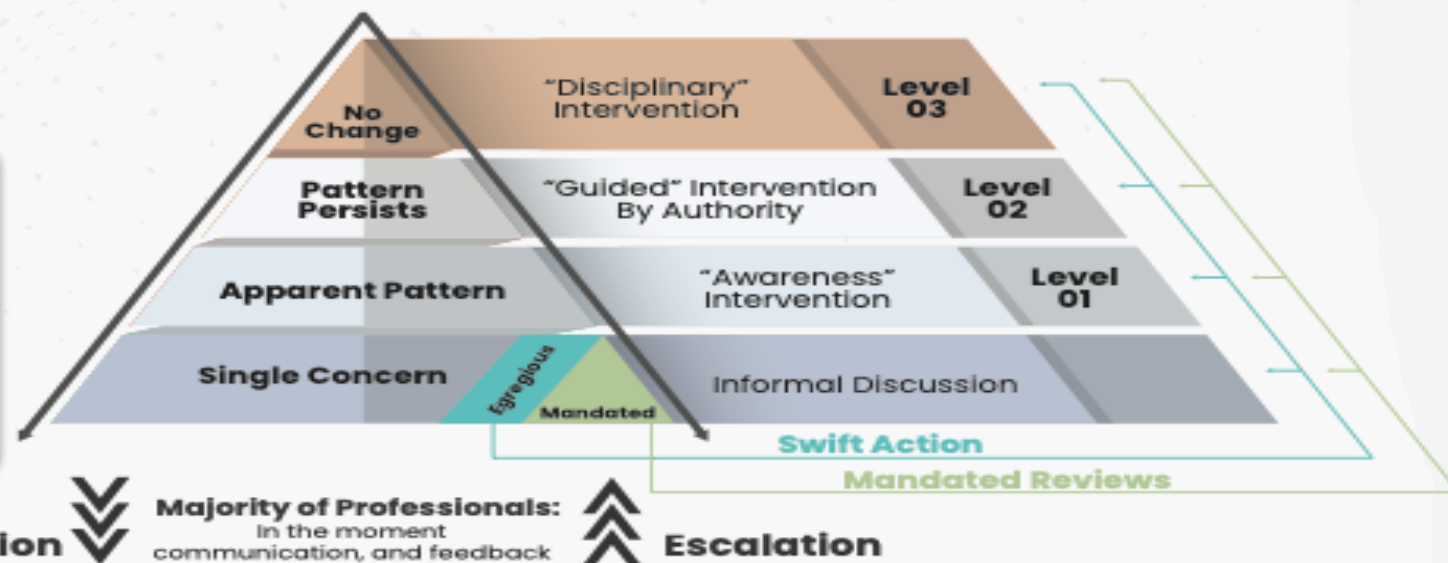 No
Change
"Disciplinary"
Intervention
Level
03
Pattern
Persists
"Guided" Intervention
By Authority
Level
02
Apparent Pattern
"Awareness"
Intervention
Level
01
Single Concern
Egregious
Mandated
Informal Discussion
Swift Action
Mandated Reviews
Majority of Professionals:
In the moment
communication, and feedback
Escalation